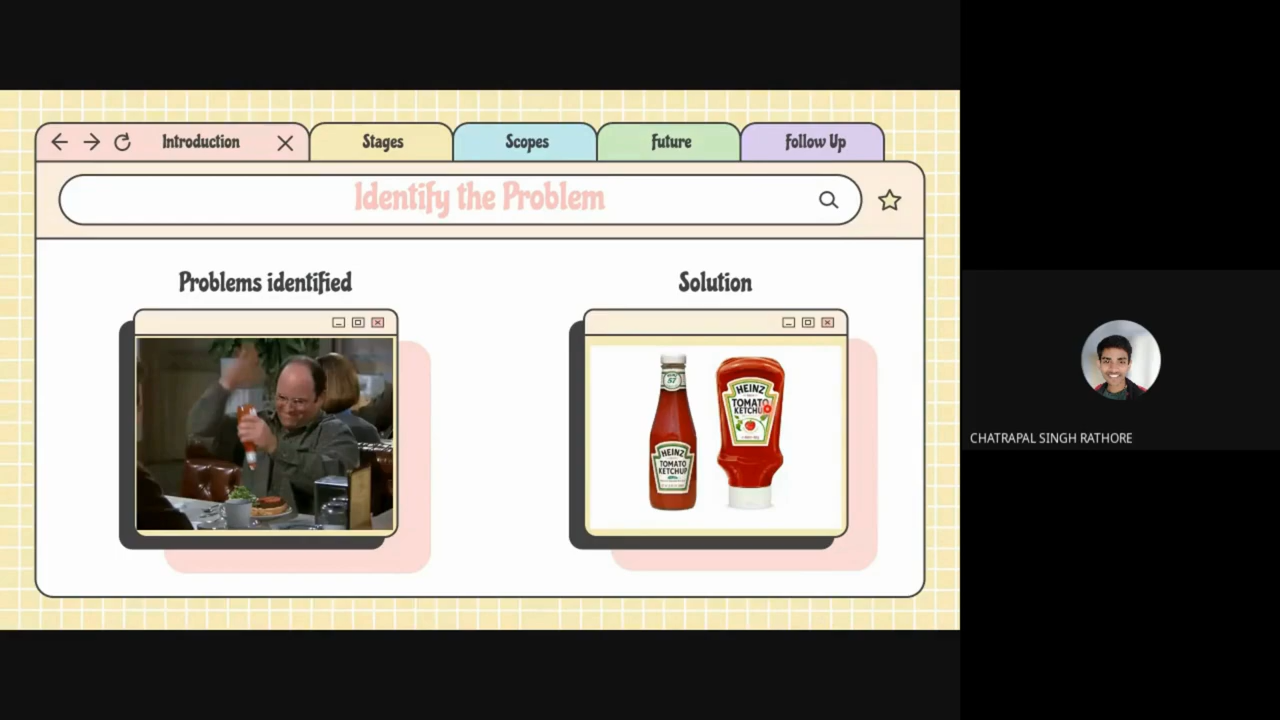 Introduction
Stages
Scopes
Future
Follow Up
Identify the Problem
Problems identified
Solution
HEINZ
TOMATO
KETCHUP
57
HEINZ
TOMATO
KETCHUP
CHATRAPAL SINGH RATHORE